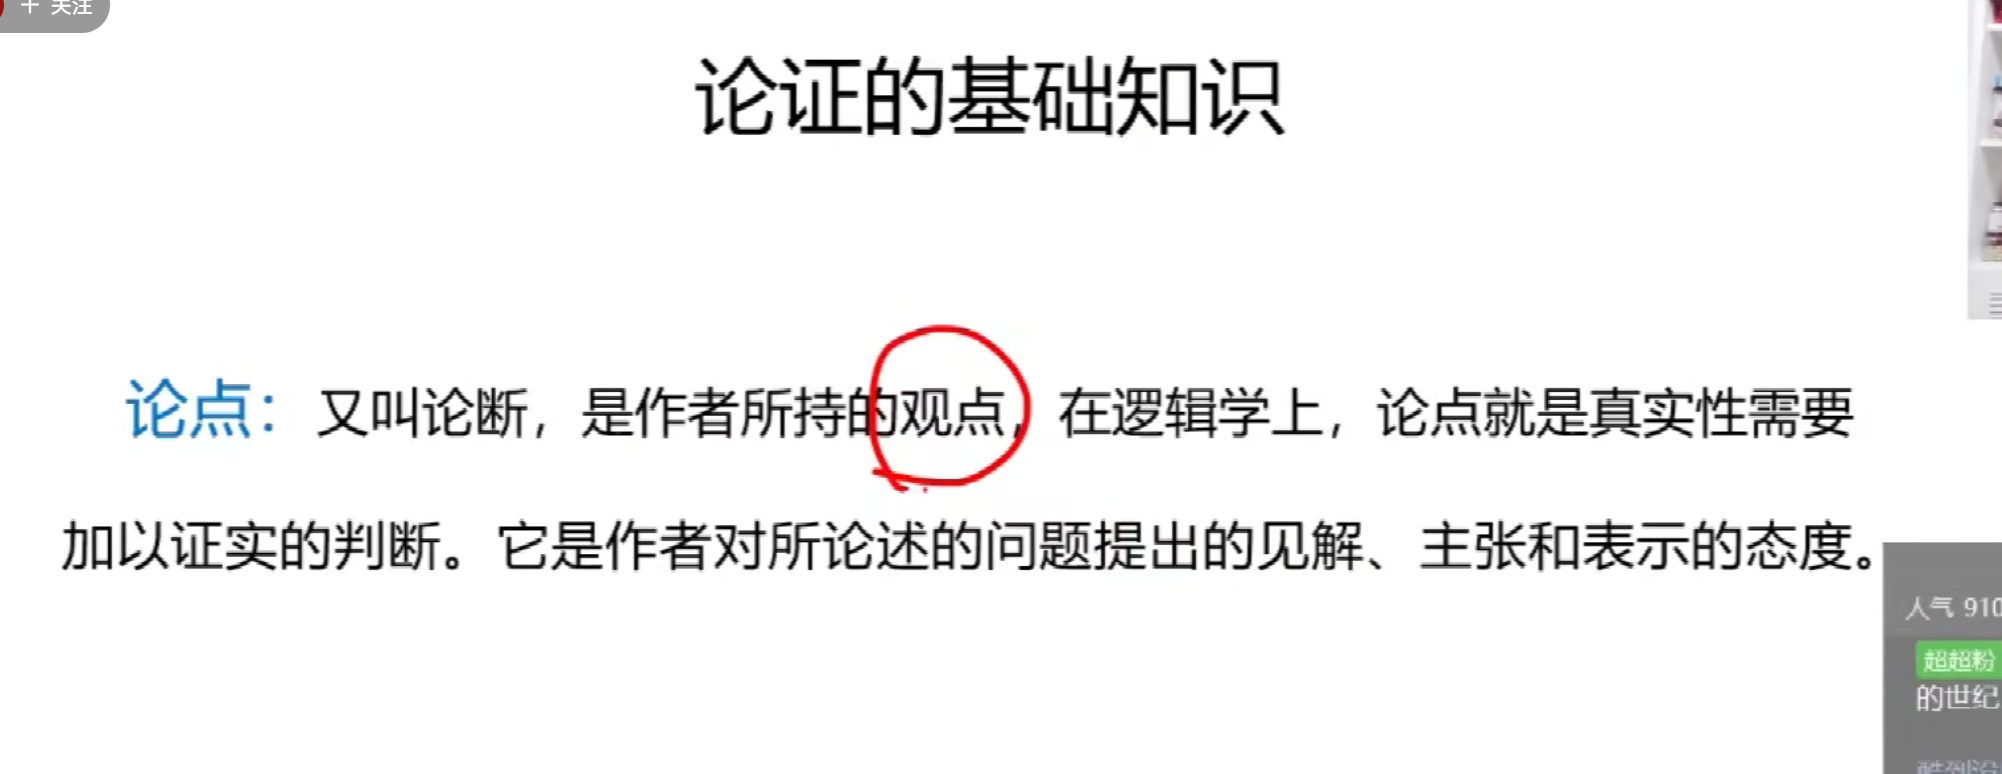 + 关注
论证的基础知识
论点：又叫论断，是作者所持的观点，在逻辑学上，论点就是真实性需要
加以证实的判断。它是作者对所论述的问题提出的见解、主张和表示的态度。
人气 910
超超粉
的世纪